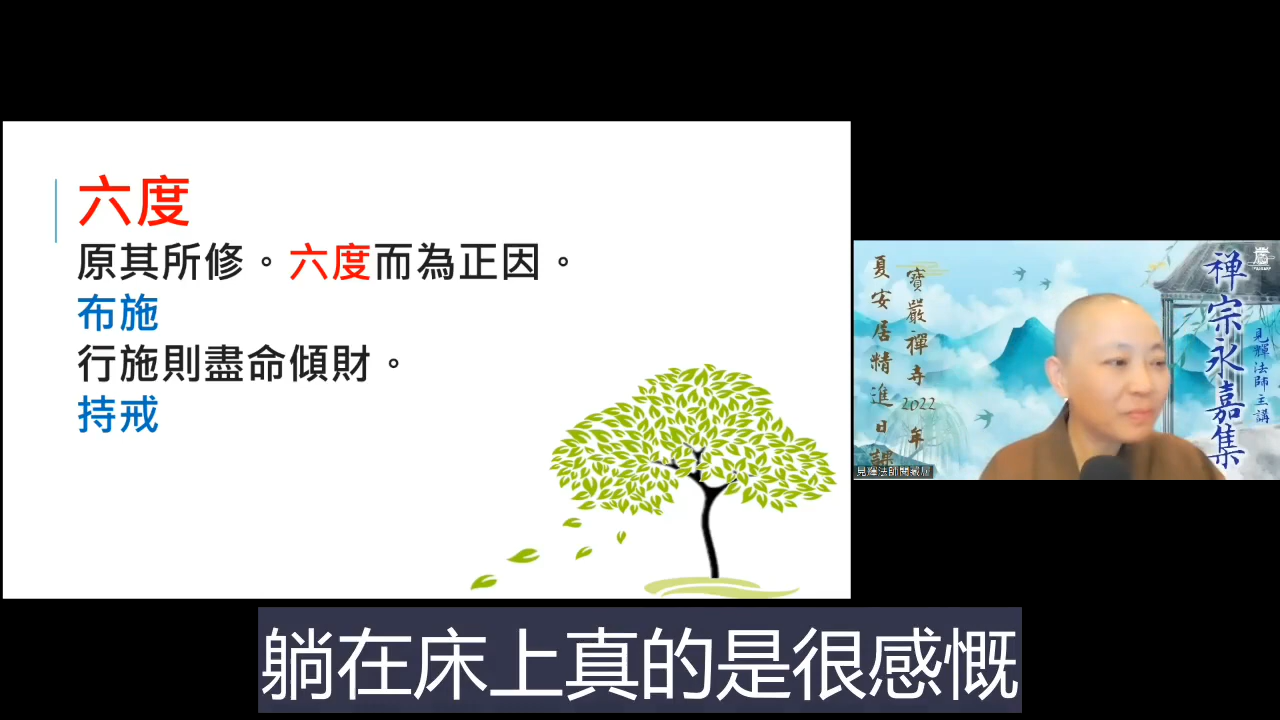 六度
原其所修。六度而為正因。
布施
行施則盡命傾財。
持戒
夏安居精進日課
寶嚴禪寺2022年
禅宗永嘉集
見輝法師主講
躺在床上真的是很感慨